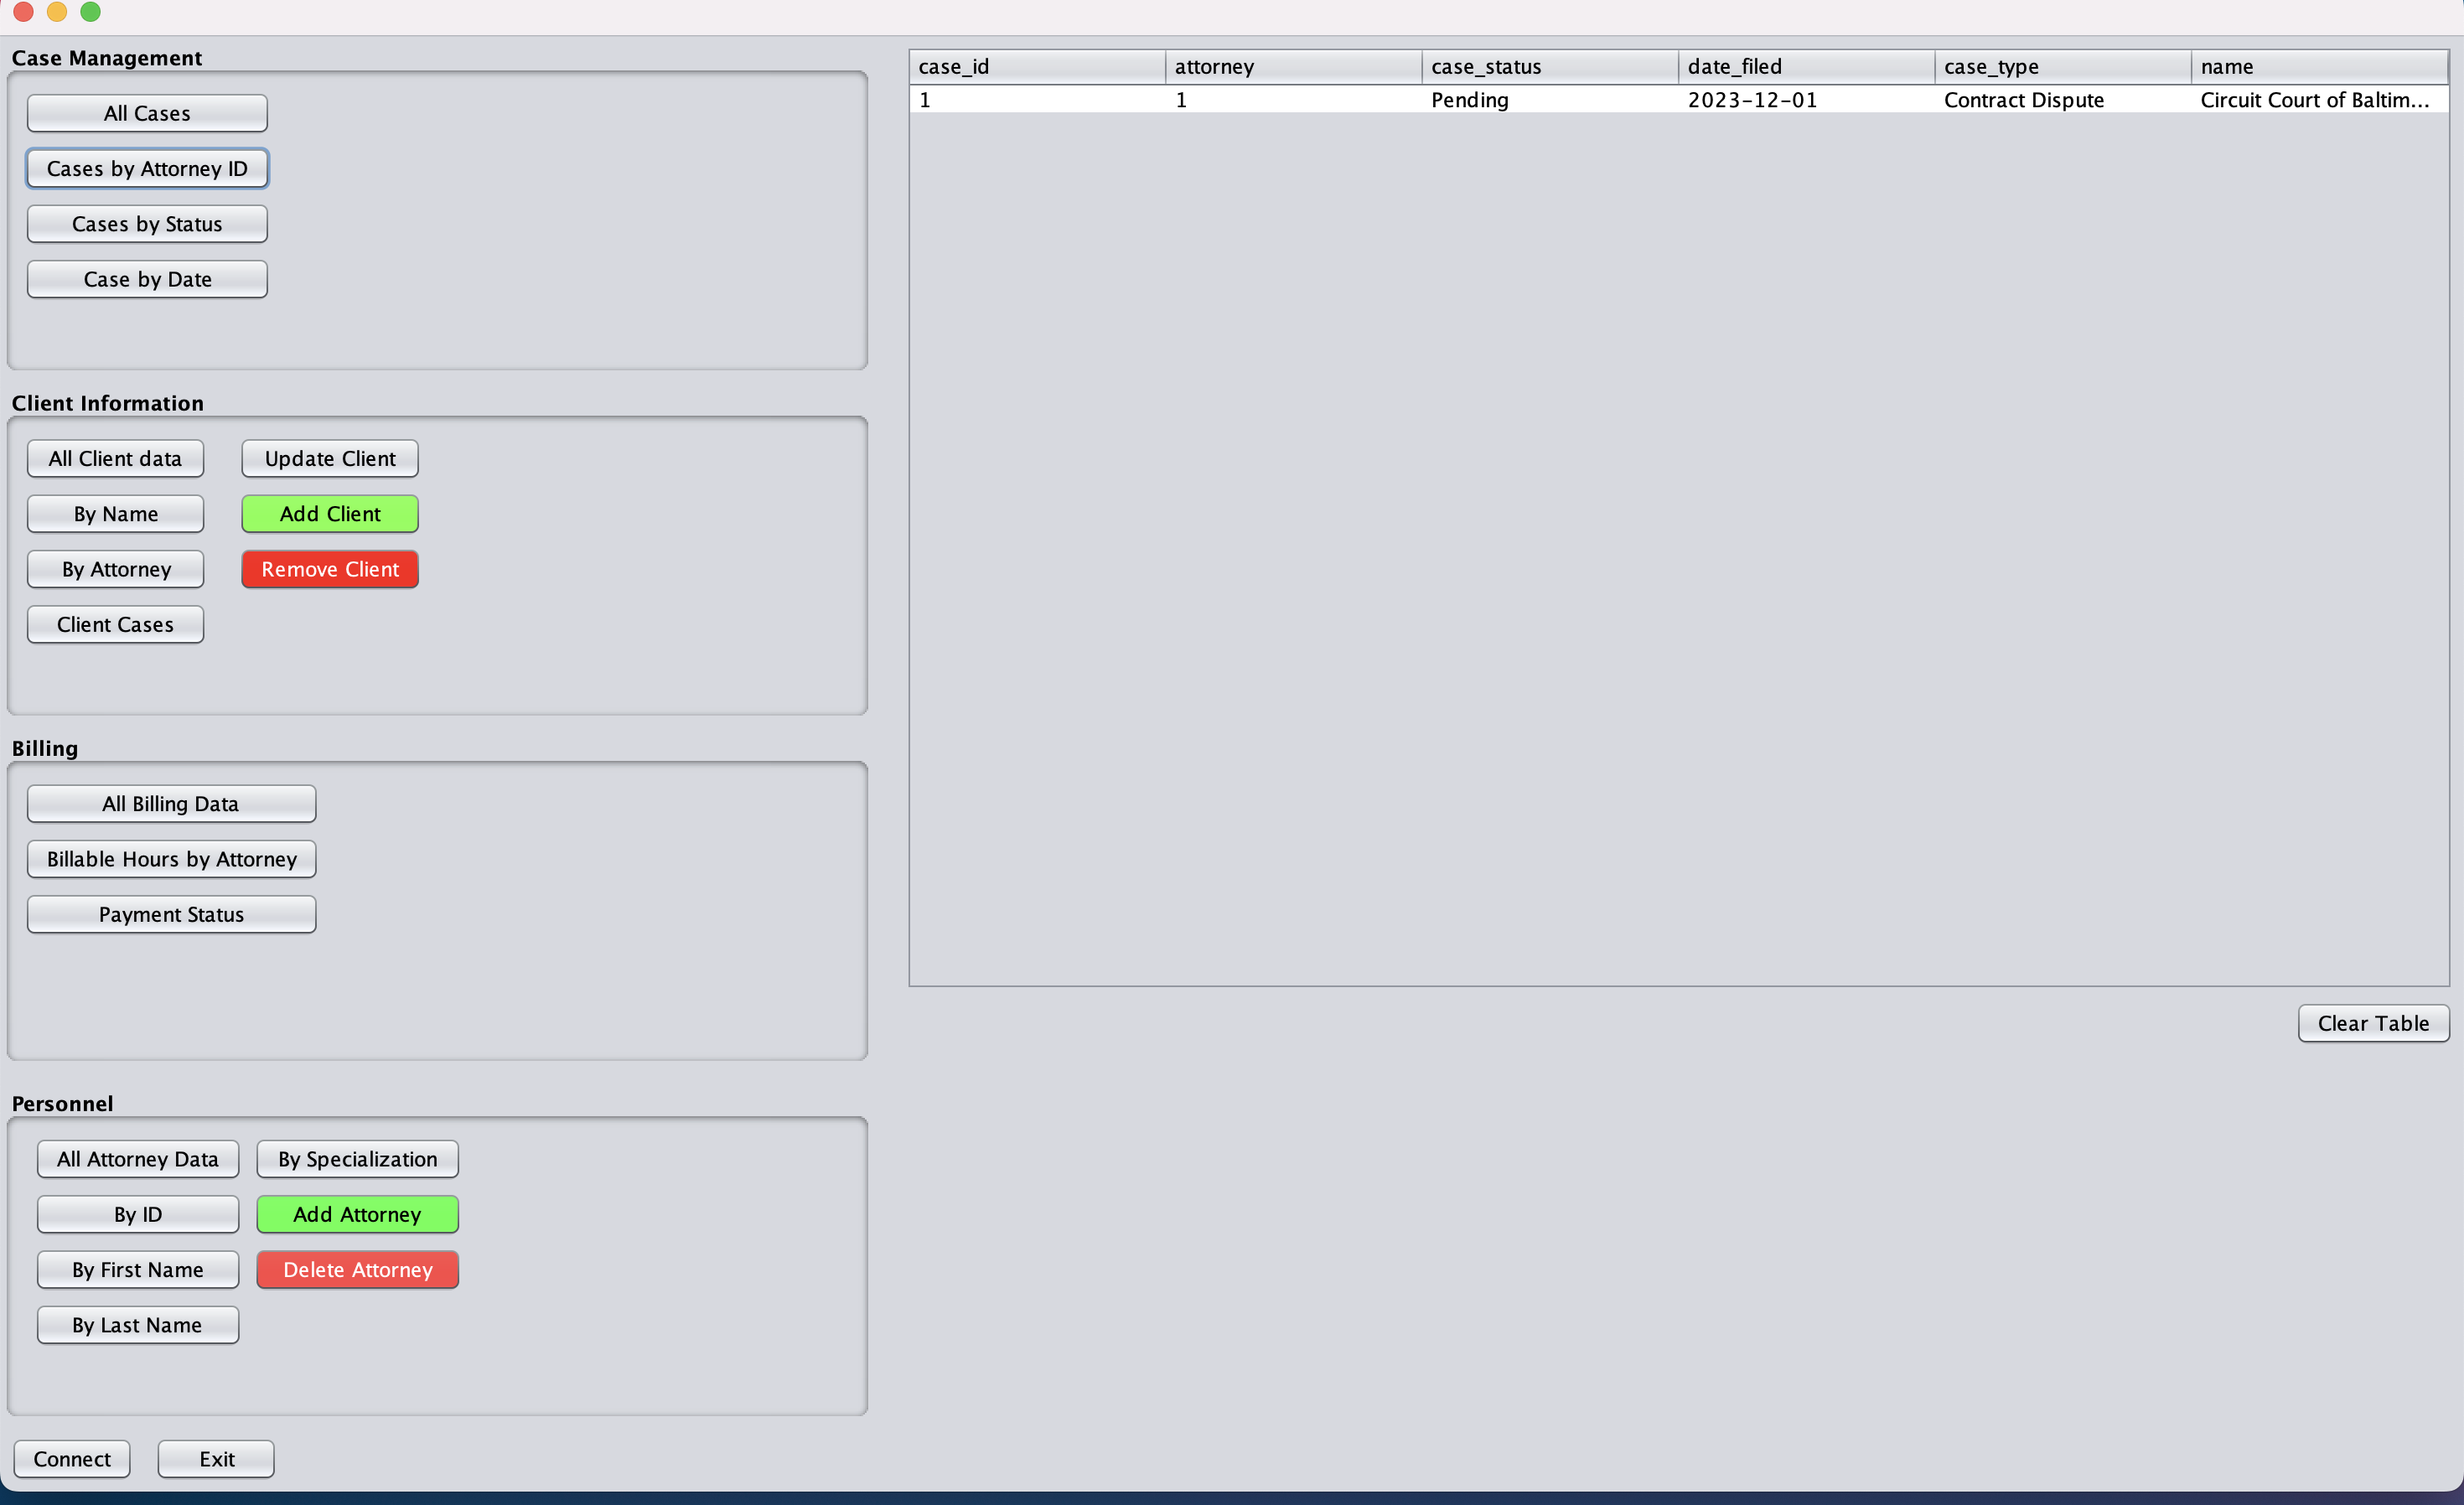 Case Management
All Cases
Cases by Attorney ID
Cases by Status
Case by Date
Client Information
All Client data
Update Client
By Name
Add Client
By Attorney
Remove Client
Client Cases
Billing
All Billing Data
Billable Hours by Attorney
Payment Status
Personnel
All Attorney Data
By Specialization
By ID
Add Attorney
By First Name
Delete Attorney
By Last Name
Connect
Exit
case_id attorney case_status date_filed case_type name
1 1 Pending 2023-12-01 Contract Dispute Circuit Court of Baltim...
Clear Table